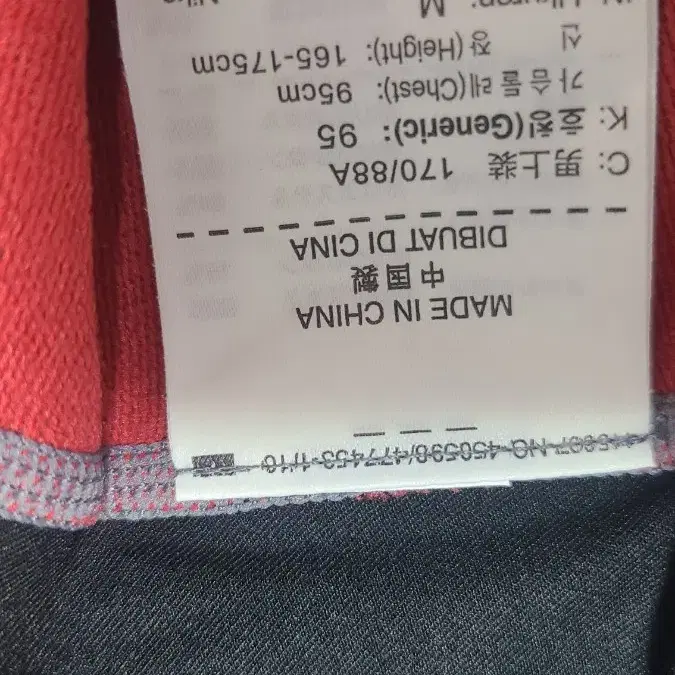 MADE IN CHINA
中国製
DIBUAT DI CINA
C: 男上装 170/88A
K: 호칭(Generic): 95
가슴둘레(Chest): 95cm
신 장(Height): 165-175cm
M